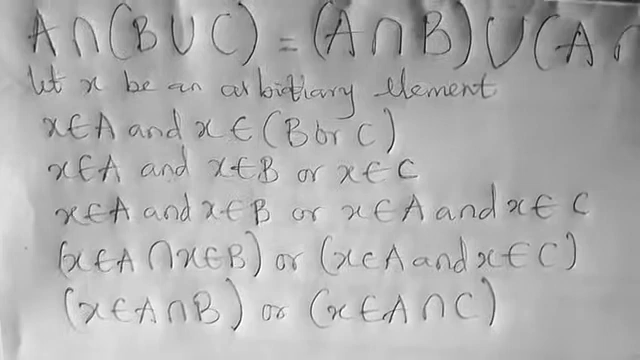 A∩(B∪C) = (A∩B)∪(A∩
let x be an arbitrary element
x∈A and x∈(B or C)
x∈A and x∈B or x∈C
x∈A and x∈B or x∈A and x∈C
(x∈A ∩ x∈B) or (x∈A and x∈C)
(x∈A∩B) or (x∈A∩C)